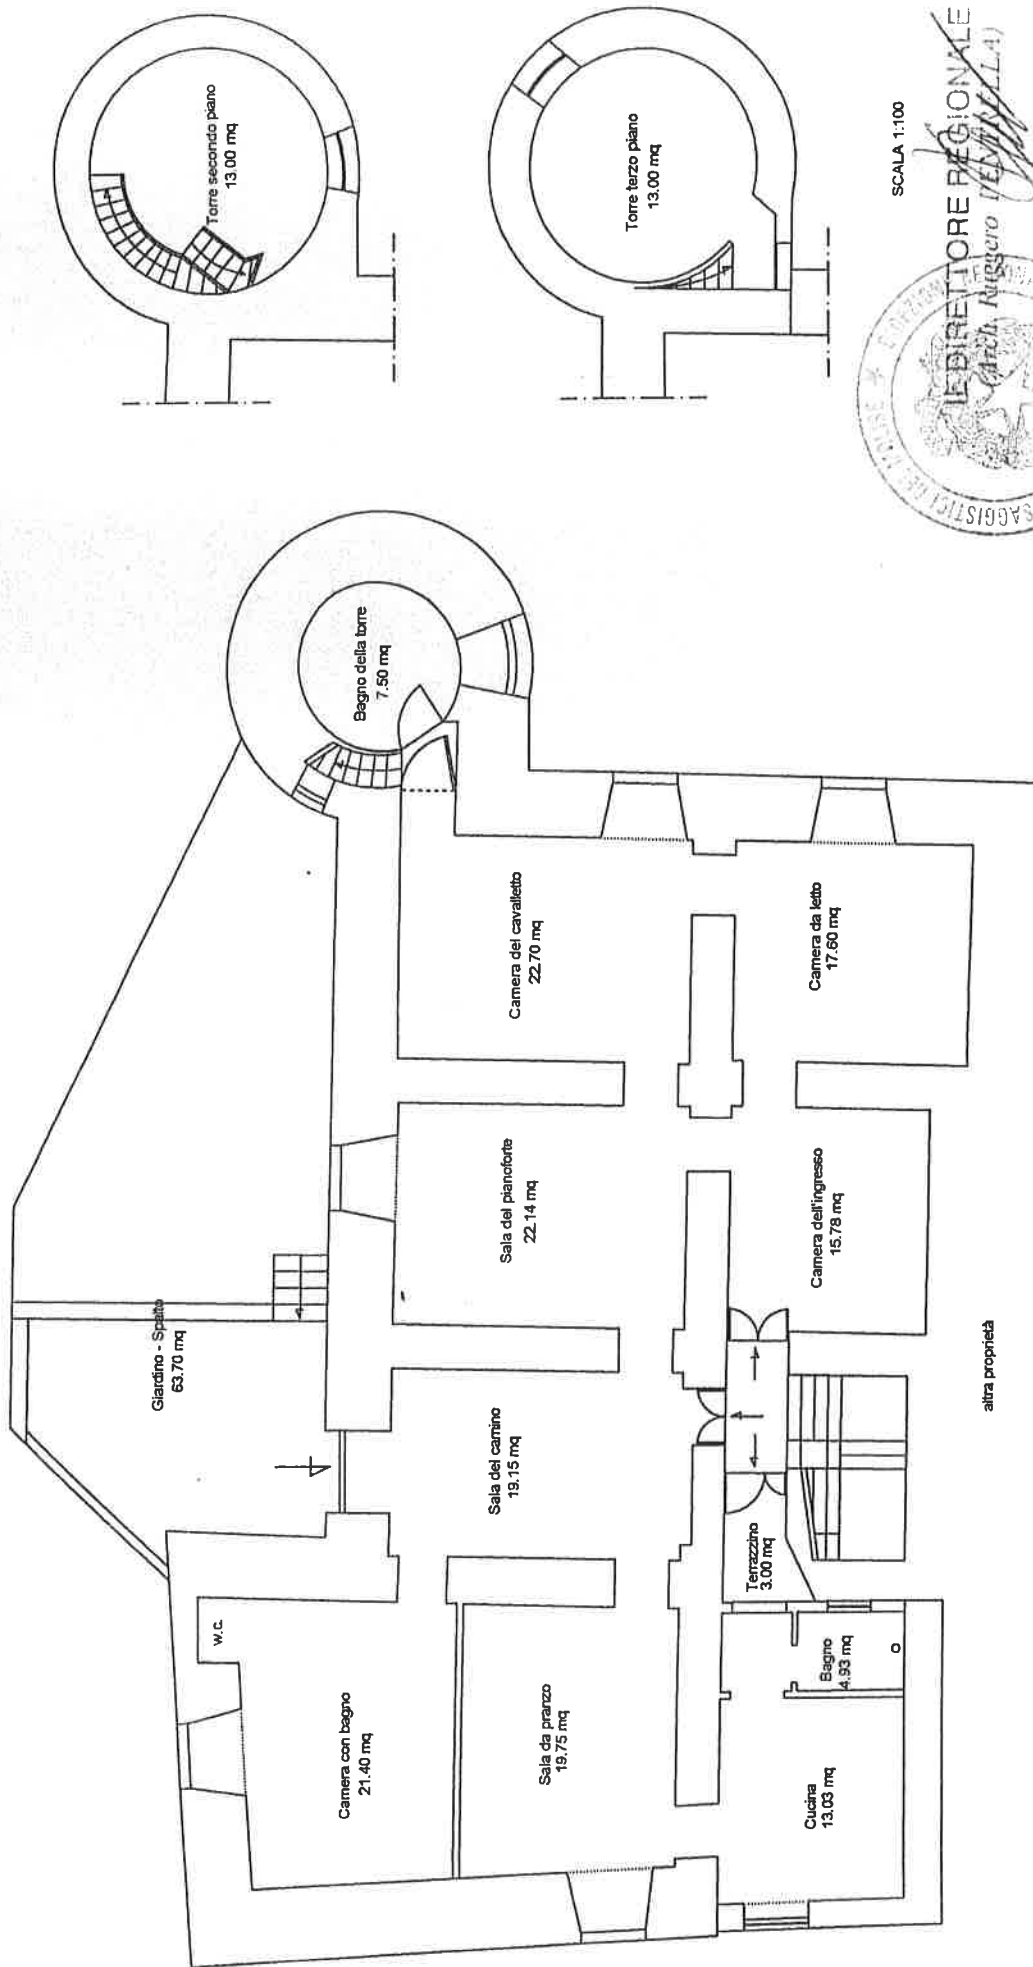 Torre secondo piano
13.00 mq
Torre terzo piano
13.00 mq
SCALA 1:100
Bagno della torre
7.50 mq
Giardino - Spalto
63.70 mq
Camera del cavalletto
22.70 mq
Camera da letto
17.60 mq
Sala del pianoforte
22.14 mq
Camera dell'ingresso
15.78 mq
Sala del camino
19.15 mq
Terrazzino
3.00 mq
w.c.
Camera con bagno
21.40 mq
Sala da pranzo
19.75 mq
Bagno
4.93 mq
Cucina
13.03 mq
altra proprietà
IL DIRETTORE REGIONALE
(Arch. Ruggero
DEL MOLISE *